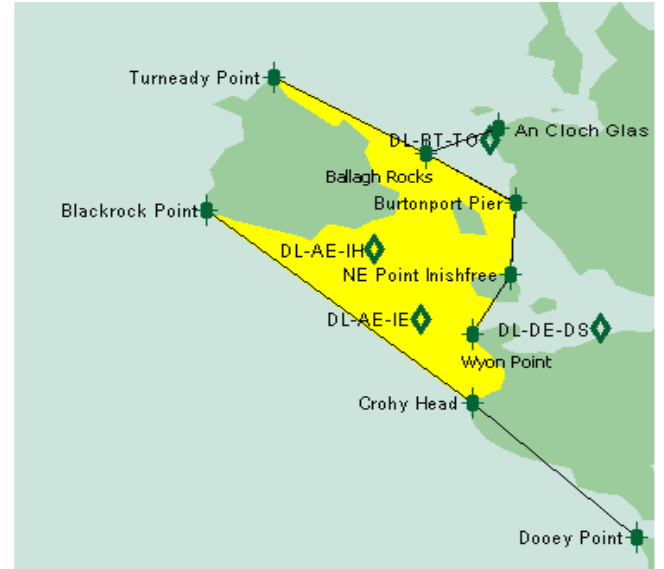 Turneady Point
DL-BT-TO
An Cloch Glas
Ballagh Rocks
Blackrock Point
Burtonport Pier
DL-AE-IH
NE Point Inishfree
DL-AE-IE
DL-DE-DS
Wyon Point
Crohy Head
Dooey Point